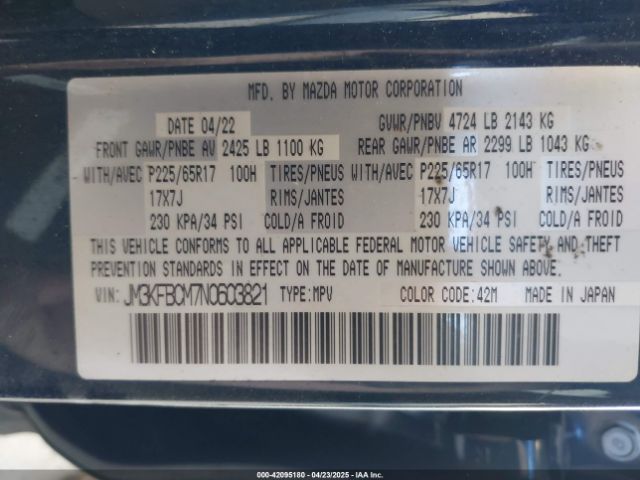 MFD. BY MAZDA MOTOR CORPORATION
DATE 04/22 GVWR/PNBV 4724 LB 2143 KG
FRONT GAWR/PNBE AV 2425 LB 1100 KG REAR GAWR/PNBE AR 2299 LB 1043 KG
WITH/AVEC P225/65R17 100H TIRES/PNEUS WITH/AVEC P225/65R17 100H TIRES/PNEUS
17X7J RIMS/JANTES 17X7J RIMS/JANTES
230 KPA/34 PSI COLD/A FROID 230 KPA/34 PSI COLD/A FROID
THIS VEHICLE CONFORMS TO ALL APPLICABLE FEDERAL MOTOR VEHICLE SAFETY AND THEFT
PREVENTION STANDARDS IN EFFECT ON THE DATE OF MANUFACTURE SHOWN ABOVE.
VIN: JM3KFBCM7N0603821 TYPE:MPV COLOR CODE:42M MADE IN JAPAN
000-42095180 - 04/23/2025 - IAAI Inc.